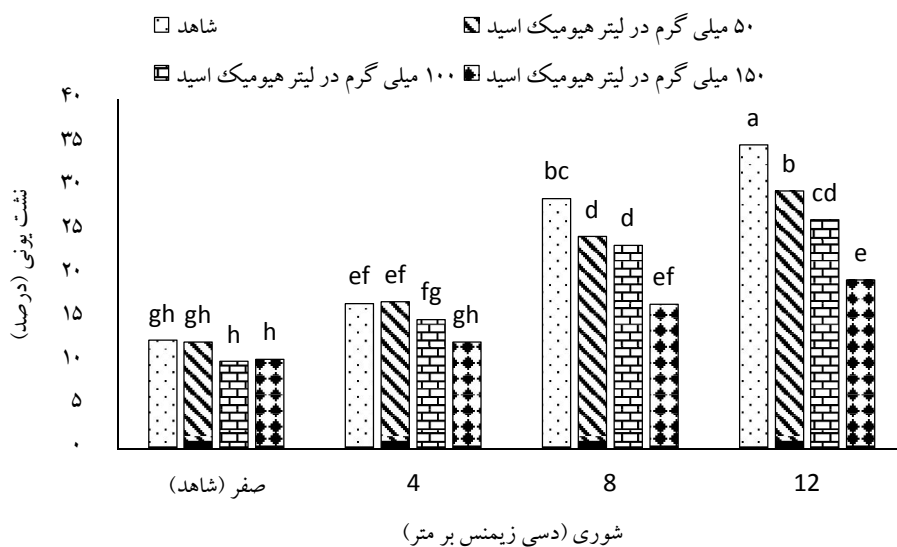 شاهد
۵۰ میلی گرم در لیتر هیومیک اسید
۱۰۰ میلی گرم در لیتر هیومیک اسید
۱۵۰ میلی گرم در لیتر هیومیک اسید
نشت یونی (درصد)
۴۰
۳۵
۳۰
۲۵
۲۰
۱۵
۱۰
۵
۰
gh gh h h
ef ef fg gh
bc d d ef
a b cd e
صفر (شاهد)
4
8
12
شوری (دسی زیمنس بر متر)